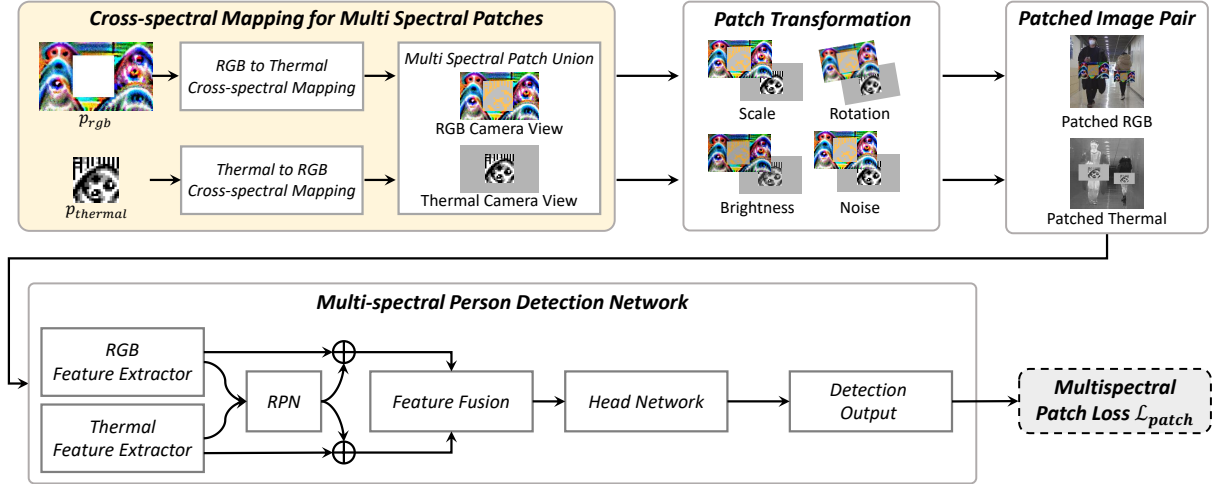 Cross-spectral Mapping for Multi Spectral Patches
p_rgb
RGB to Thermal
Cross-spectral Mapping
Multi Spectral Patch Union
RGB Camera View
p_thermal
Thermal to RGB
Cross-spectral Mapping
Thermal Camera View
Patch Transformation
Scale
Rotation
Brightness
Noise
Patched Image Pair
Patched RGB
Patched Thermal
Multi-spectral Person Detection Network
RGB
Feature Extractor
Thermal
Feature Extractor
RPN
Feature Fusion
Head Network
Detection
Output
Multispectral
Patch Loss ℒ_patch